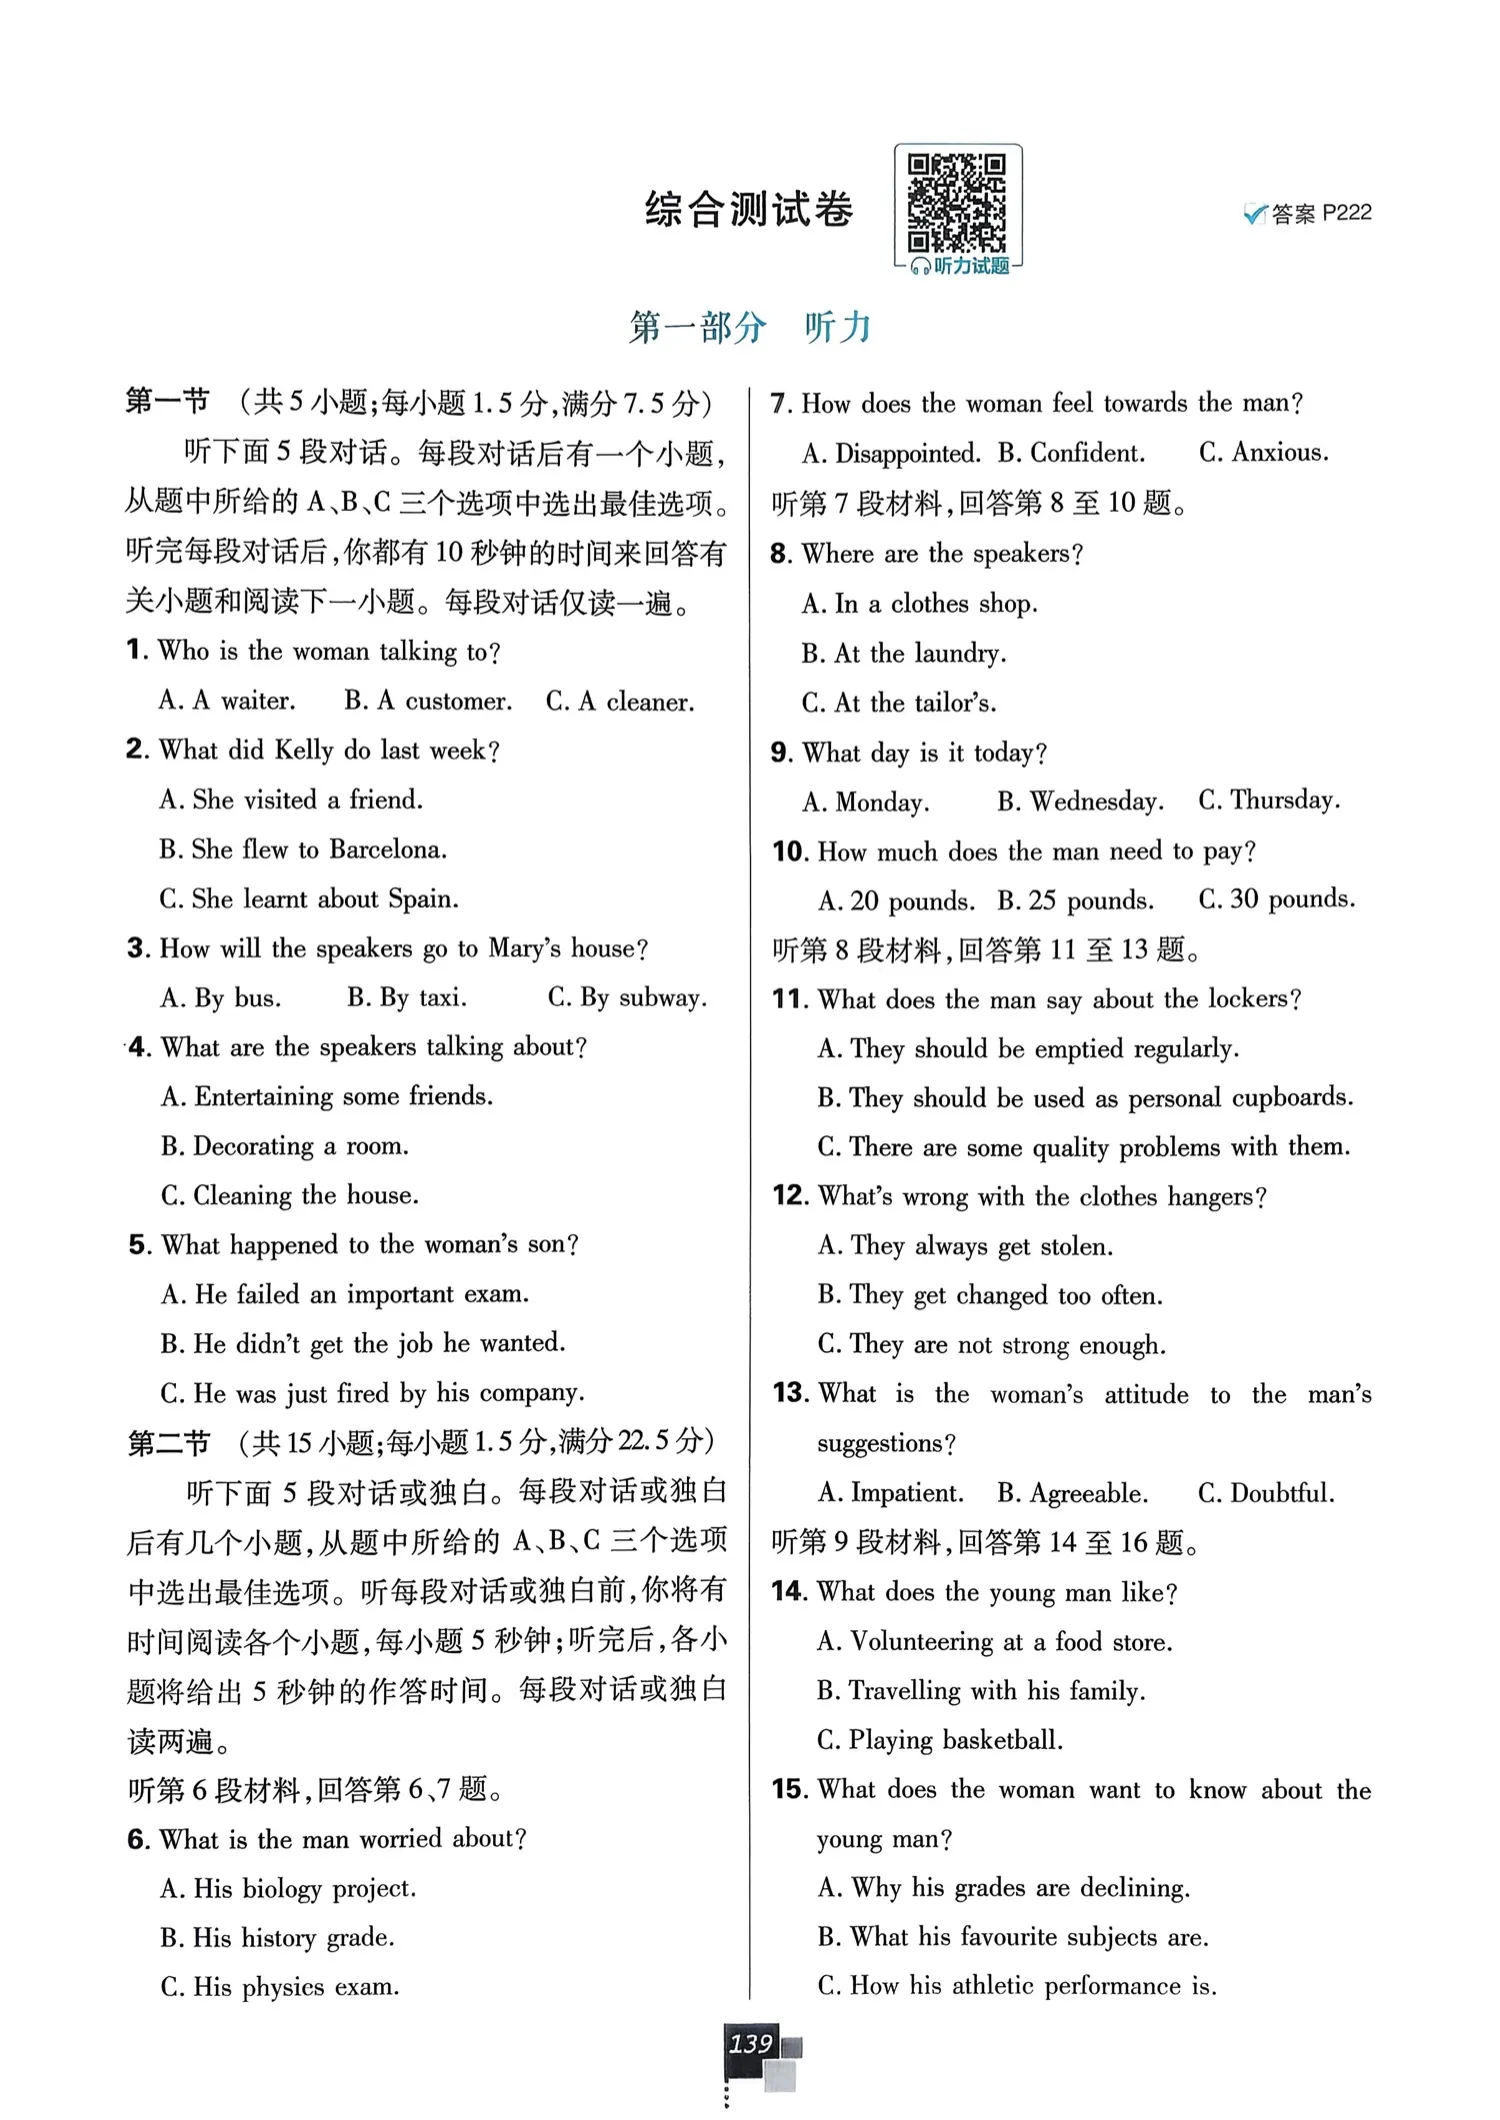 综合测试卷
听力试题
答案 P222
第一部分 听力
第一节 (共5小题;每小题1.5分,满分7.5分)
听下面5段对话。每段对话后有一个小题,
从题中所给的A、B、C三个选项中选出最佳选项。
听完每段对话后,你都有10秒钟的时间来回答有
关小题和阅读下一小题。每段对话仅读一遍。
1. Who is the woman talking to?
A. A waiter. B. A customer. C. A cleaner.
2. What did Kelly do last week?
A. She visited a friend.
B. She flew to Barcelona.
C. She learnt about Spain.
3. How will the speakers go to Mary's house?
A. By bus. B. By taxi. C. By subway.
4. What are the speakers talking about?
A. Entertaining some friends.
B. Decorating a room.
C. Cleaning the house.
5. What happened to the woman's son?
A. He failed an important exam.
B. He didn't get the job he wanted.
C. He was just fired by his company.
第二节 (共15小题;每小题1.5分,满分22.5分)
听下面5段对话或独白。每段对话或独白
后有几个小题,从题中所给的A、B、C三个选项
中选出最佳选项。听每段对话或独白前,你将有
时间阅读各个小题,每小题5秒钟;听完后,各小
题将给出5秒钟的作答时间。每段对话或独白
读两遍。
听第6段材料,回答第6、7题。
6. What is the man worried about?
A. His biology project.
B. His history grade.
C. His physics exam.
7. How does the woman feel towards the man?
A. Disappointed. B. Confident. C. Anxious.
听第7段材料,回答第8至10题。
8. Where are the speakers?
A. In a clothes shop.
B. At the laundry.
C. At the tailor's.
9. What day is it today?
A. Monday. B. Wednesday. C. Thursday.
10. How much does the man need to pay?
A. 20 pounds. B. 25 pounds. C. 30 pounds.
听第8段材料,回答第11至13题。
11. What does the man say about the lockers?
A. They should be emptied regularly.
B. They should be used as personal cupboards.
C. There are some quality problems with them.
12. What's wrong with the clothes hangers?
A. They always get stolen.
B. They get changed too often.
C. They are not strong enough.
13. What is the woman's attitude to the man's
suggestions?
A. Impatient. B. Agreeable. C. Doubtful.
听第9段材料,回答第14至16题。
14. What does the young man like?
A. Volunteering at a food store.
B. Travelling with his family.
C. Playing basketball.
15. What does the woman want to know about the
young man?
A. Why his grades are declining.
B. What his favourite subjects are.
C. How his athletic performance is.
139